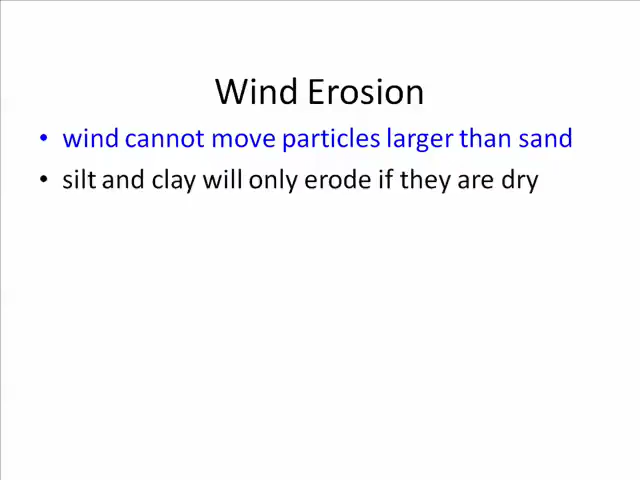 Wind Erosion
• wind cannot move particles larger than sand
• silt and clay will only erode if they are dry